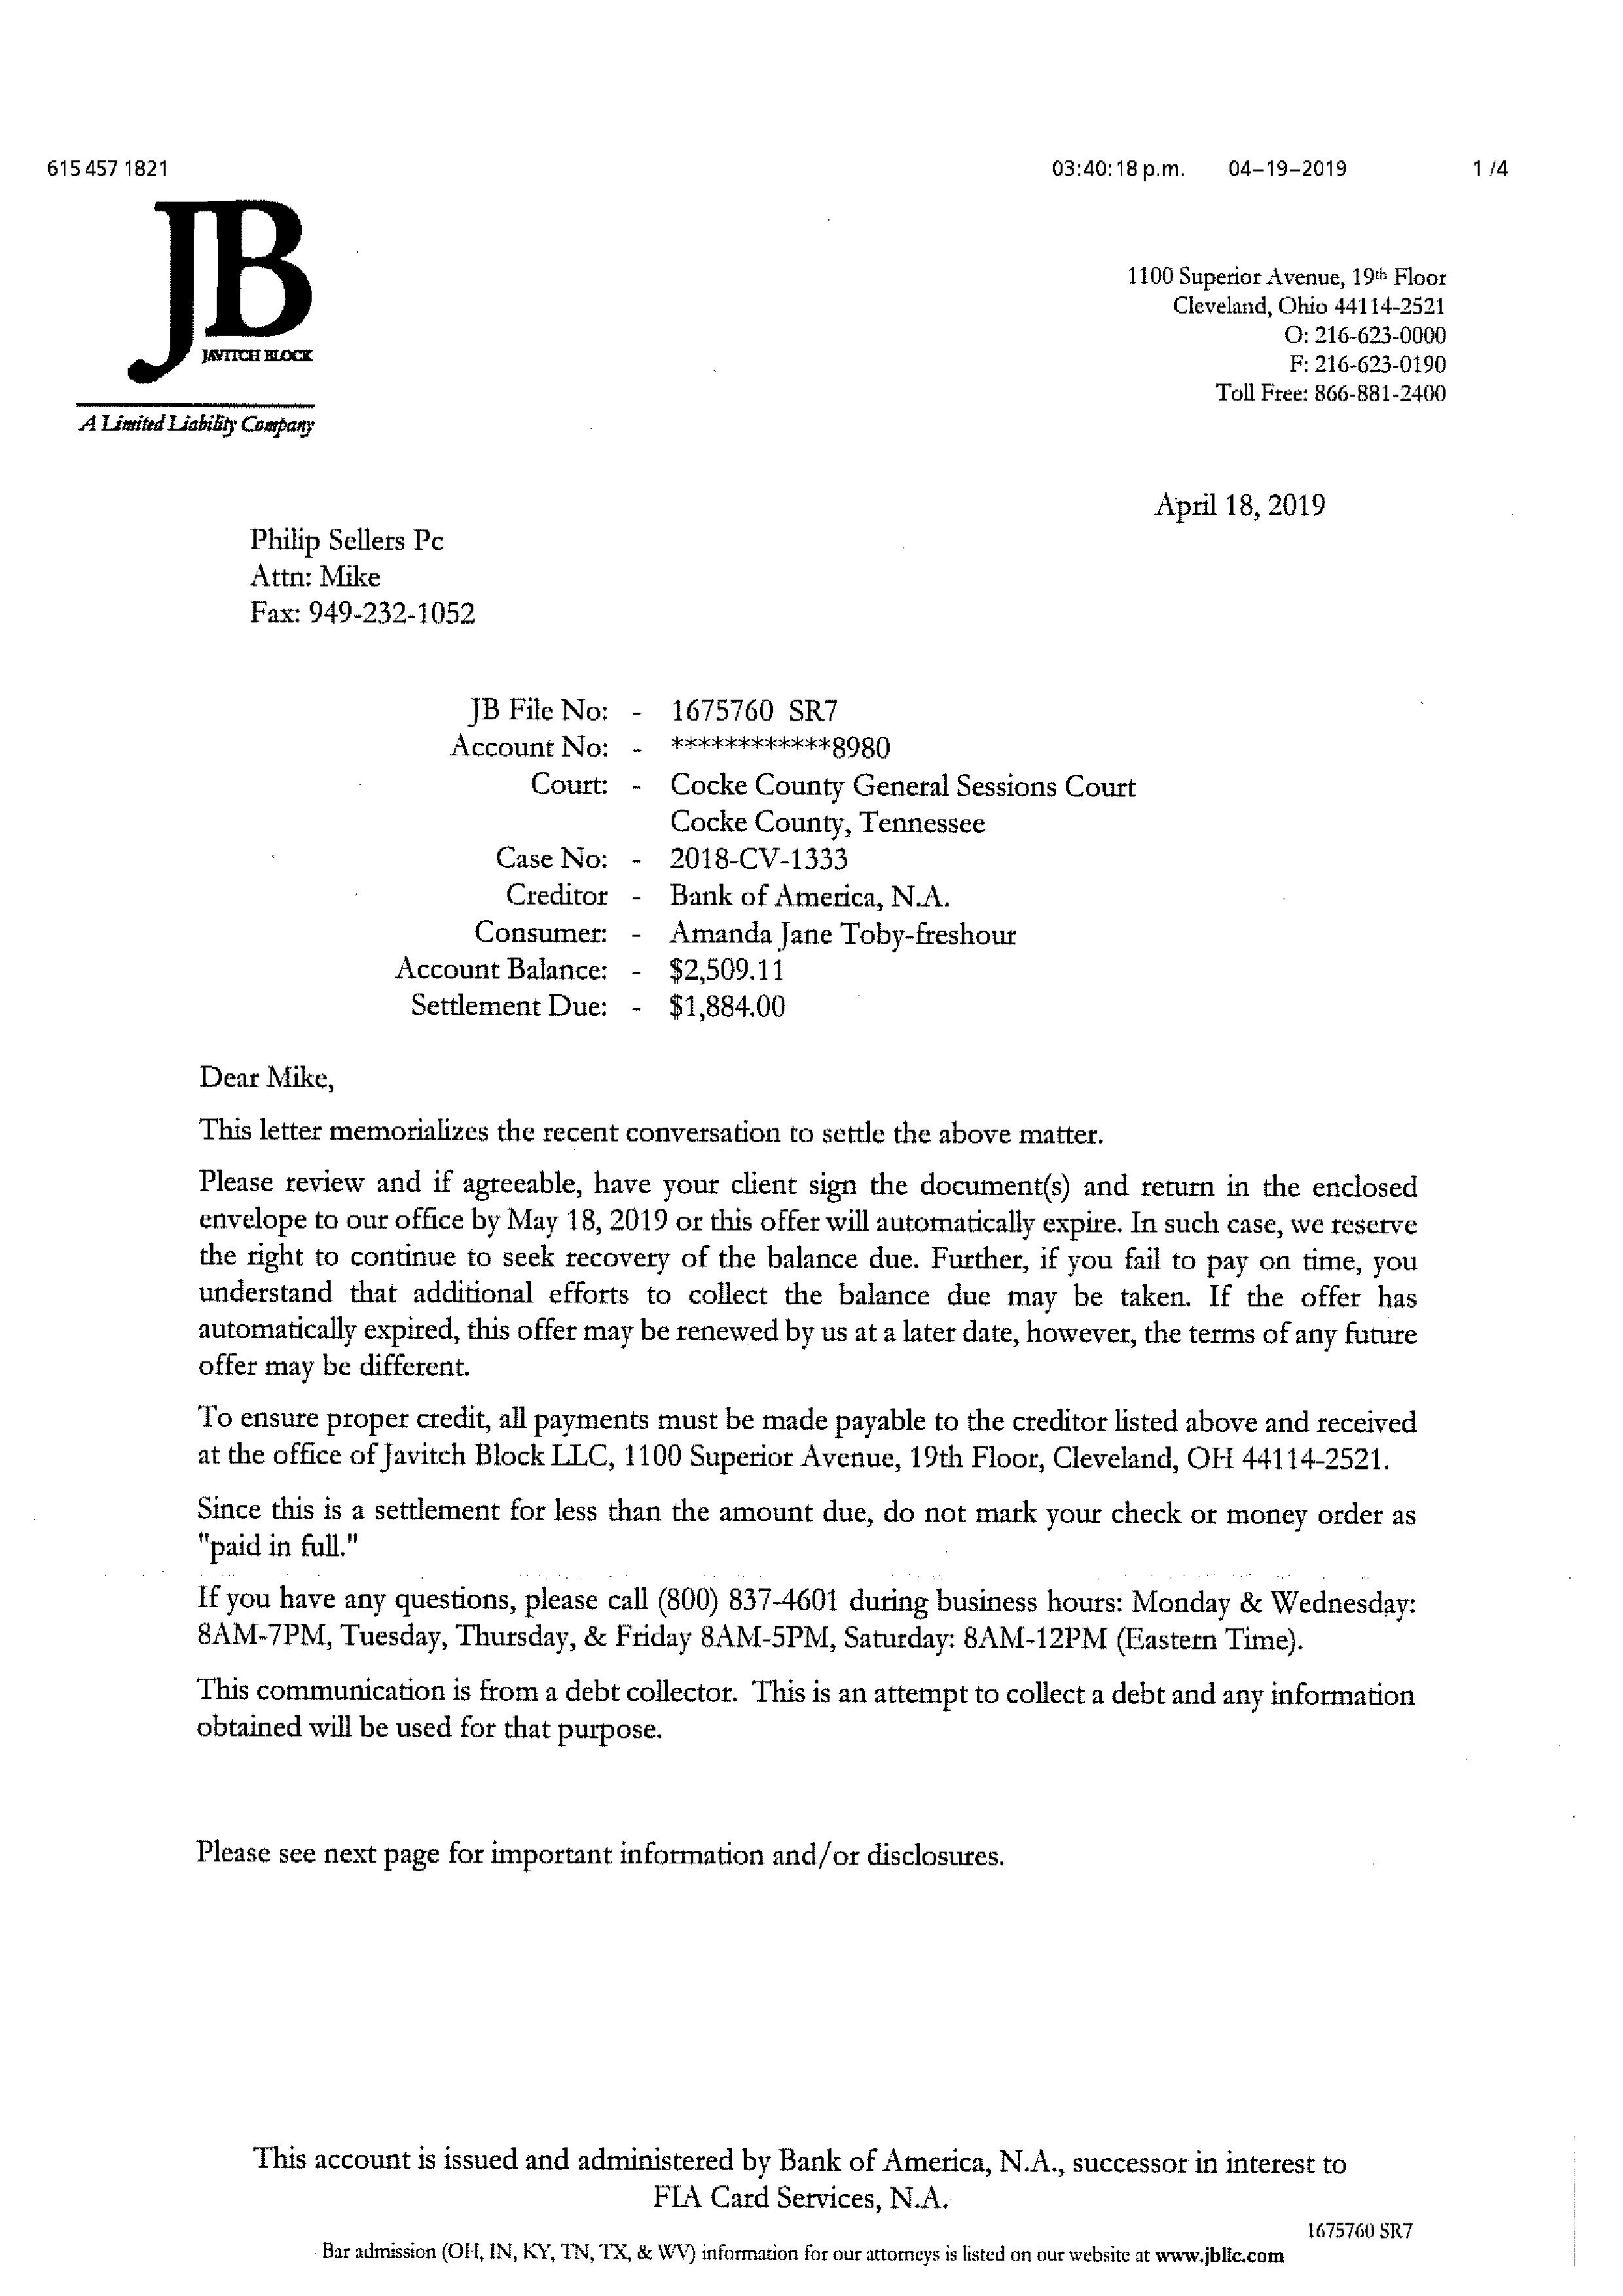 615 457 1821 03:40:18 p.m. 04-19-2019 1 /4
JB
JAVITCH BLOCK
A Limited Liability Company
1100 Superior Avenue, 19th Floor
Cleveland, Ohio 44114-2521
O: 216-623-0000
F: 216-623-0190
Toll Free: 866-881-2400
April 18, 2019
Philip Sellers Pc
Attn: Mike
Fax: 949-232-1052
JB File No: - 1675760 SR7
Account No: - ************8980
Court: - Cocke County General Sessions Court
Cocke County, Tennessee
Case No: - 2018-CV-1333
Creditor - Bank of America, N.A.
Consumer: - Amanda Jane Toby-freshour
Account Balance: - $2,509.11
Settlement Due: - $1,884.00
Dear Mike,
This letter memorializes the recent conversation to settle the above matter.
Please review and if agreeable, have your client sign the document(s) and return in the enclosed
envelope to our office by May 18, 2019 or this offer will automatically expire. In such case, we reserve
the right to continue to seek recovery of the balance due. Further, if you fail to pay on time, you
understand that additional efforts to collect the balance due may be taken. If the offer has
automatically expired, this offer may be renewed by us at a later date, however, the terms of any future
offer may be different.
To ensure proper credit, all payments must be made payable to the creditor listed above and received
at the office of Javitch Block LLC, 1100 Superior Avenue, 19th Floor, Cleveland, OH 44114-2521.
Since this is a settlement for less than the amount due, do not mark your check or money order as
"paid in full."
If you have any questions, please call (800) 837-4601 during business hours: Monday & Wednesday:
8AM-7PM, Tuesday, Thursday, & Friday 8AM-5PM, Saturday: 8AM-12PM (Eastern Time).
This communication is from a debt collector. This is an attempt to collect a debt and any information
obtained will be used for that purpose.
Please see next page for important information and/or disclosures.
This account is issued and administered by Bank of America, N.A., successor in interest to
FIA Card Services, N.A.
1675760 SR7
Bar admission (OH, IN, KY, TN, TX, & WV) information for our attorneys is listed on our website at www.jbllc.com